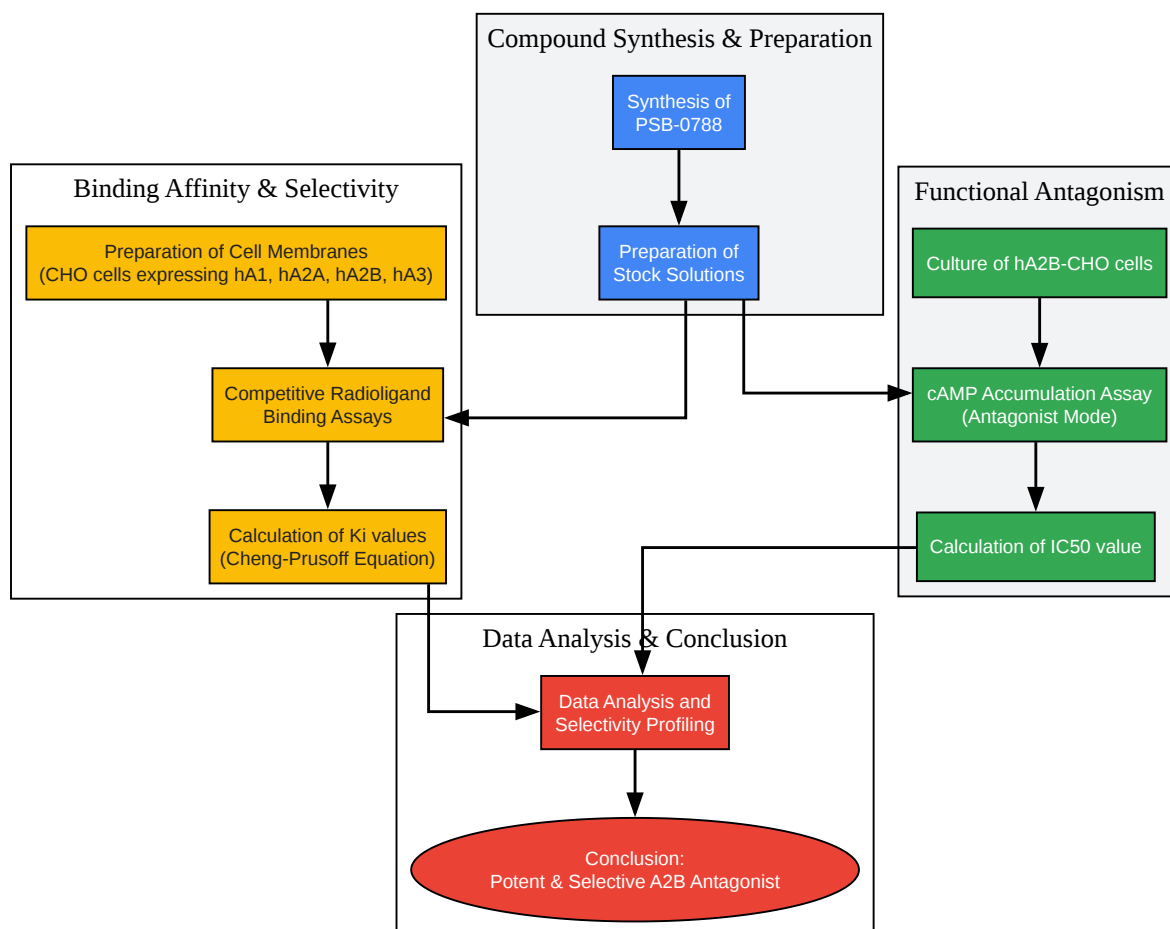 Compound Synthesis & Preparation
Synthesis of
PSB-0788
Preparation of
Stock Solutions
Binding Affinity & Selectivity
Preparation of Cell Membranes
(CHO cells expressing hA1, hA2A, hA2B, hA3)
Competitive Radioligand
Binding Assays
Calculation of Ki values
(Cheng-Prusoff Equation)
Functional Antagonism
Culture of hA2B-CHO cells
cAMP Accumulation Assay
(Antagonist Mode)
Calculation of IC50 value
Data Analysis & Conclusion
Data Analysis and
Selectivity Profiling
Conclusion:
Potent & Selective A2B Antagonist